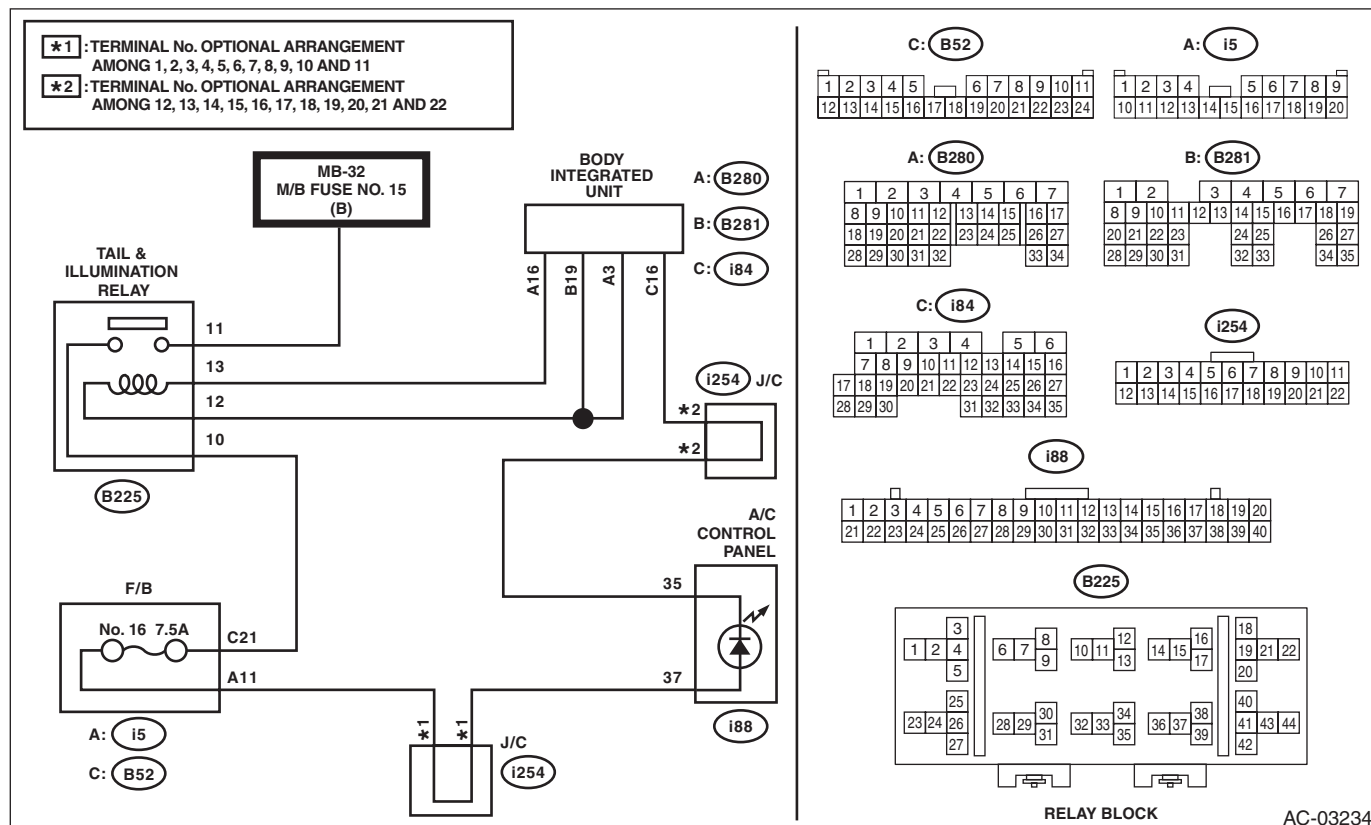 *1 : TERMINAL No. OPTIONAL ARRANGEMENT
AMONG 1, 2, 3, 4, 5, 6, 7, 8, 9, 10 AND 11
*2 : TERMINAL No. OPTIONAL ARRANGEMENT
AMONG 12, 13, 14, 15, 16, 17, 18, 19, 20, 21 AND 22
MB-32
M/B FUSE NO. 15
(B)
BODY
INTEGRATED
UNIT
A: B280
B: B281
C: i84
A16
B19
A3
C16
TAIL &
ILLUMINATION
RELAY
11
13
12
10
B225
i254 J/C
*2
*2
A/C
CONTROL
PANEL
35
37
i88
F/B
No. 16 7.5A
C21
A11
A: i5
C: B52
*1 *1
J/C
i254
C: B52
1 2 3 4 5 6 7 8 9 10 11
12 13 14 15 16 17 18 19 20 21 22 23 24
A: i5
1 2 3 4 5 6 7 8 9
10 11 12 13 14 15 16 17 18 19 20
A: B280
1 2 3 4 5 6 7
8 9 10 11 12 13 14 15 16 17
18 19 20 21 22 23 24 25 26 27
28 29 30 31 32 33 34
B: B281
1 2 3 4 5 6 7
8 9 10 11 12 13 14 15 16 17 18 19
20 21 22 23 24 25 26 27
28 29 30 31 32 33 34 35
C: i84
1 2 3 4 5 6
7 8 9 10 11 12 13 14 15 16
17 18 19 20 21 22 23 24 25 26 27
28 29 30 31 32 33 34 35
i254
1 2 3 4 5 6 7 8 9 10 11
12 13 14 15 16 17 18 19 20 21 22
i88
1 2 3 4 5 6 7 8 9 10 11 12 13 14 15 16 17 18 19 20
21 22 23 24 25 26 27 28 29 30 31 32 33 34 35 36 37 38 39 40
B225
3 8 12 16 18
1 2 4 6 7 10 11 14 15 19 21 22
5 9 13 17 20
25 30 34 38 40
23 24 26 28 29 32 33 36 37 41 43 44
27 31 35 39 42
RELAY BLOCK
AC-03234